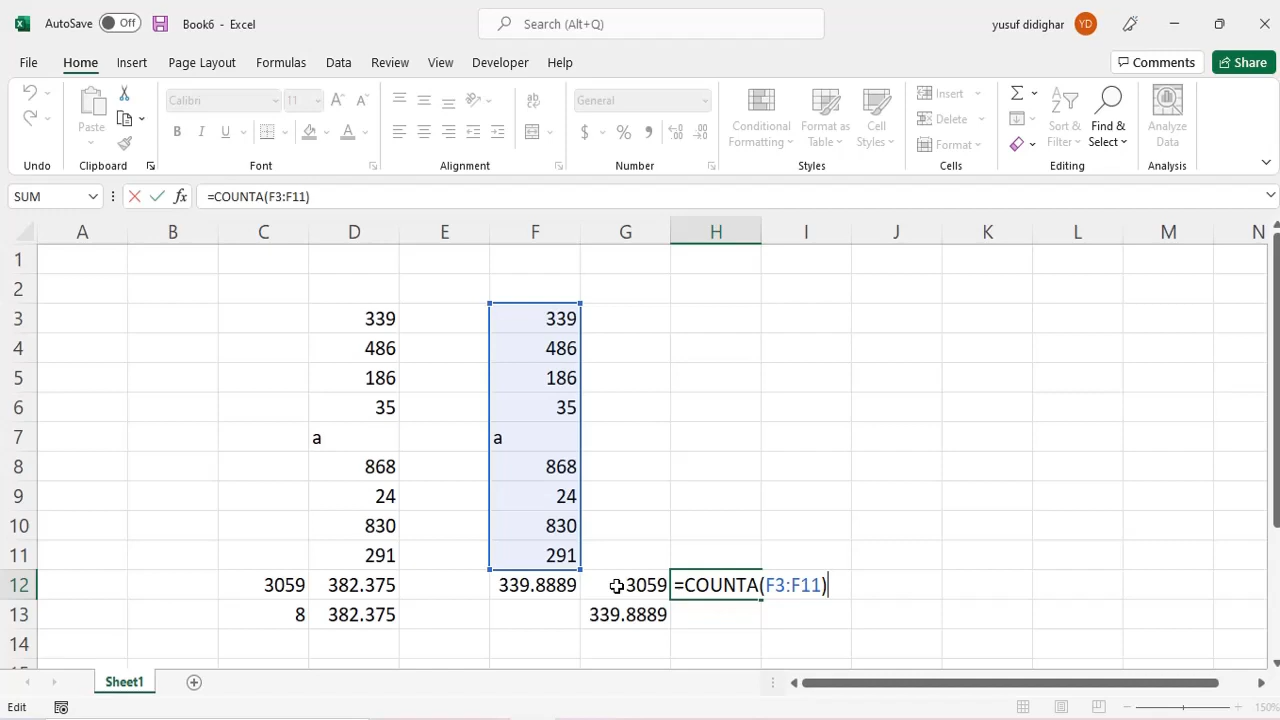 AutoSave Off Book6 - Excel Search (Alt+Q) yusuf didighar YD
File Home Insert Page Layout Formulas Data Review View Developer Help Comments Share
Calibri 11 General Insert
Paste B I U $ % Conditional Formatting Format as Table Cell Styles Delete Sort & Filter Find & Select Analyze Data
Format
Undo Clipboard Font Alignment Number Styles Cells Editing Analysis
SUM fx =COUNTA(F3:F11)
A B C D E F G H I J K L M N
1
2
3 339 339
4 486 486
5 186 186
6 35 35
7 a a
8 868 868
9 24 24
10 830 830
11 291 291
12 3059 382.375 339.8889 3059 =COUNTA(F3:F11)
13 8 382.375 339.8889
14
Sheet1
Edit 150%